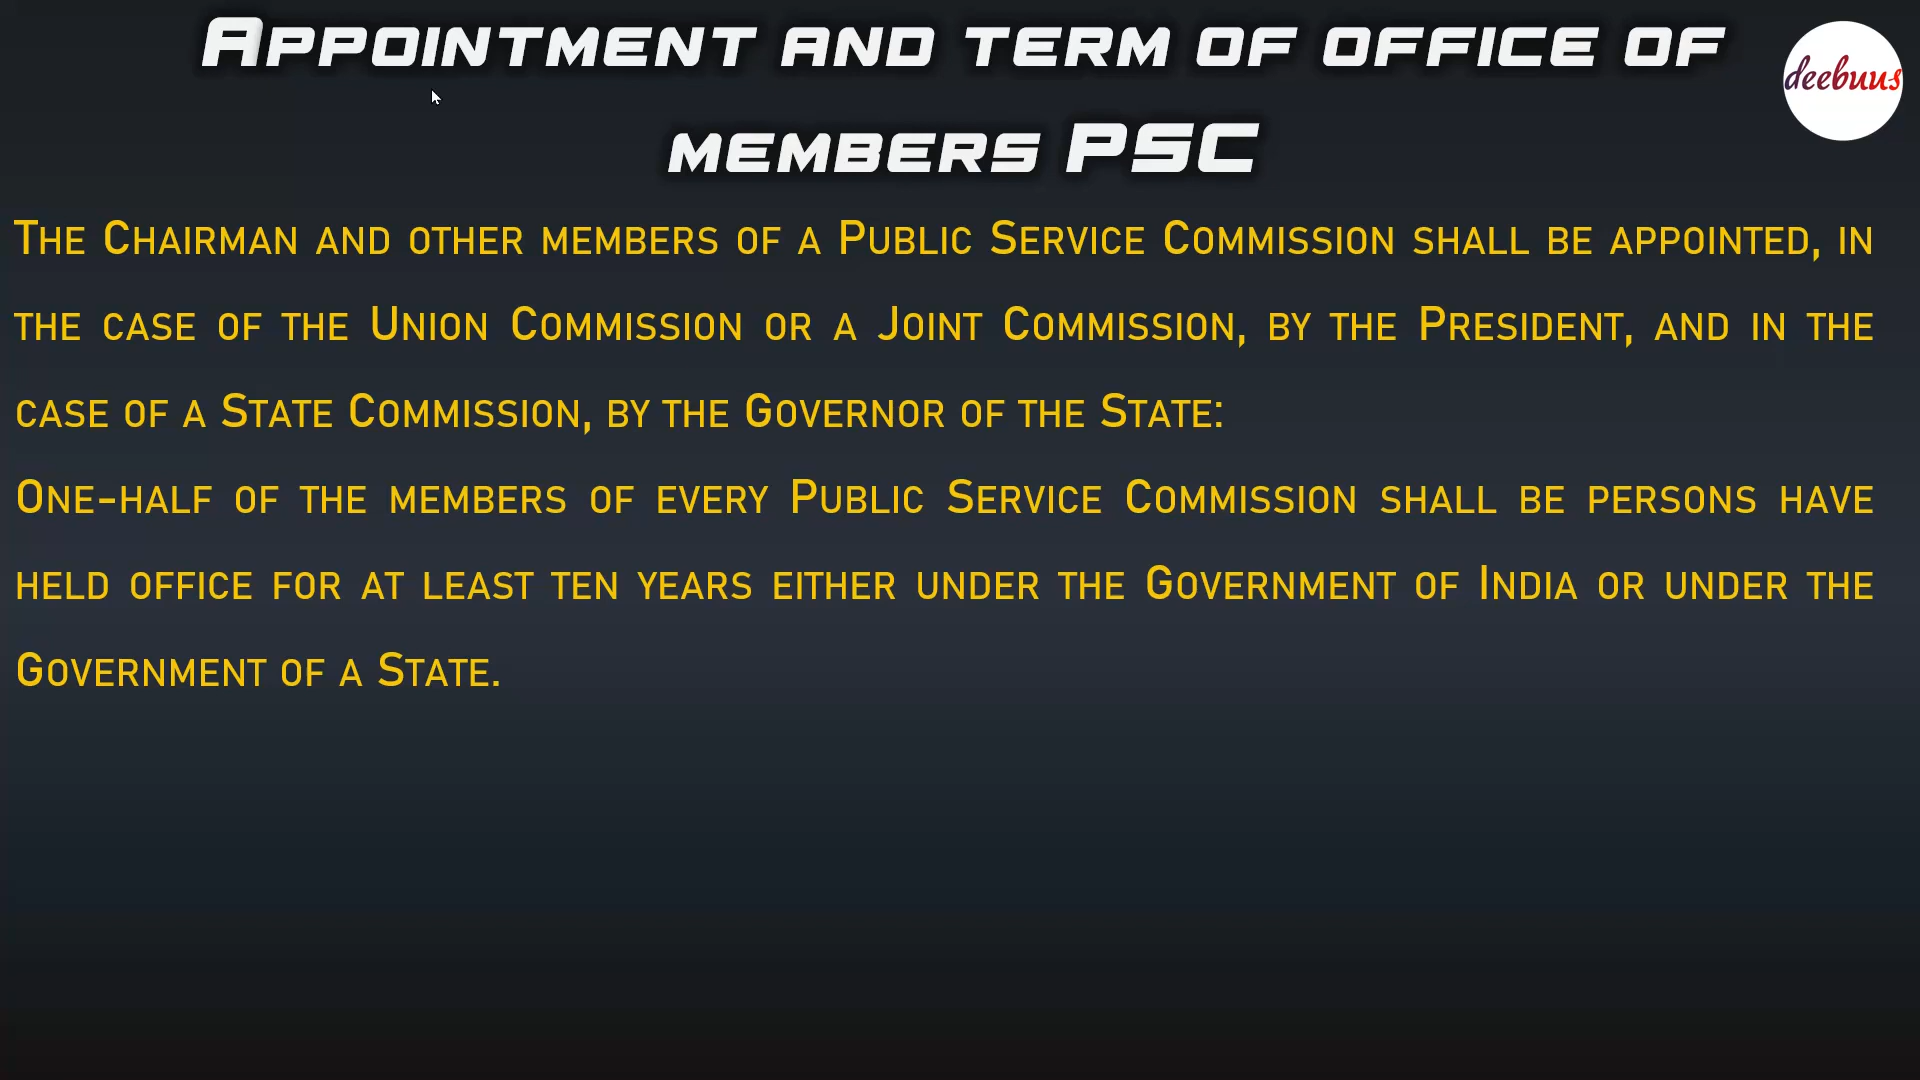 Appointment and term of office of
members PSC
deebuus
The Chairman and other members of a Public Service Commission shall be appointed, in
the case of the Union Commission or a Joint Commission, by the President, and in the
case of a State Commission, by the Governor of the State:
One-half of the members of every Public Service Commission shall be persons have
held office for at least ten years either under the Government of India or under the
Government of a State.